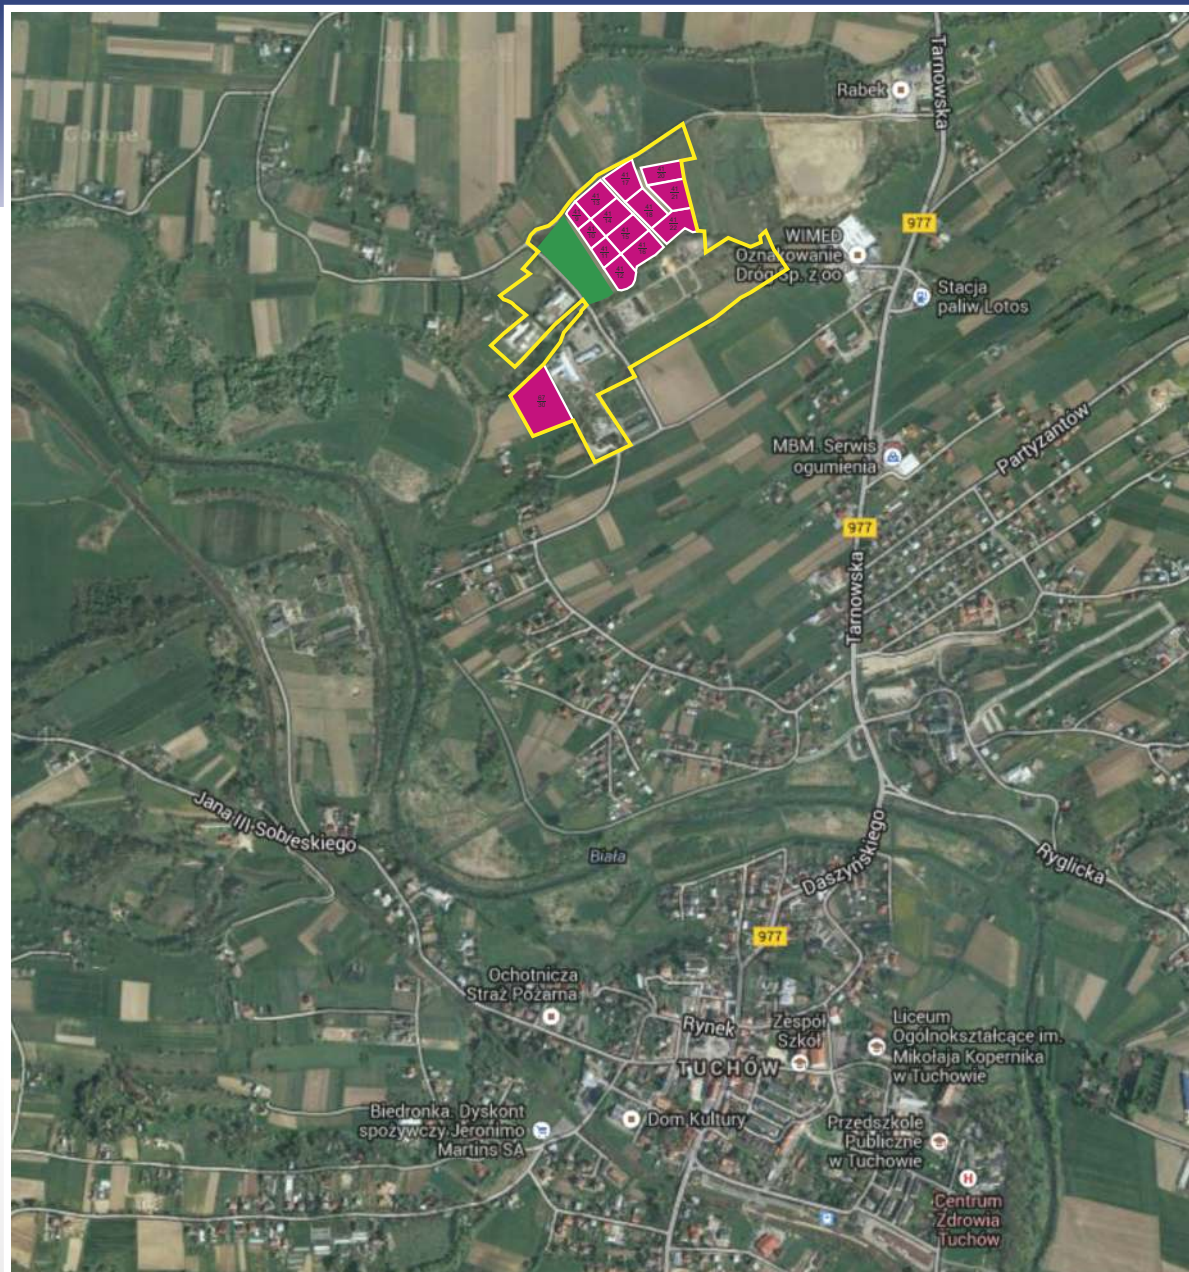 Tarnowska
Rabek
977
WIMED
Oznakowanie
Dróg Sp. z oo
Stacja
paliw Lotos
Partyzantów
MBM. Serwis
ogumienia
977
Tarnowska
Jana III Sobieskiego
Biała
Daszyńskiego
Ryglicka
977
Ochotnicza
Straż Pożarna
Rynek
Zespół
Szkół
Liceum
Ogólnokształcące im.
Mikołaja Kopernika
w Tuchowie
TUCHÓW
Biedronka. Dyskont
spożywczy Jeronimo
Martins SA
Dom Kultury
Przedszkole
Publiczne
w Tuchowie
H
Centrum
Zdrowia
Tuchów